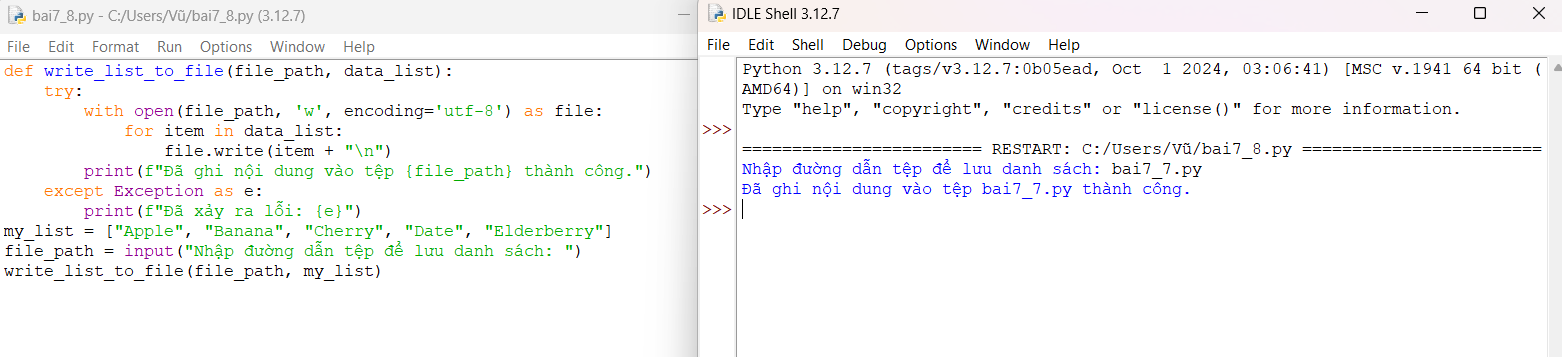 bai7_8.py - C:/Users/Vũ/bai7_8.py (3.12.7)
File Edit Format Run Options Window Help
def write_list_to_file(file_path, data_list):
    try:
        with open(file_path, 'w', encoding='utf-8') as file:
            for item in data_list:
                file.write(item + "\n")
        print(f"Đã ghi nội dung vào tệp {file_path} thành công.")
    except Exception as e:
        print(f"Đã xảy ra lỗi: {e}")
my_list = ["Apple", "Banana", "Cherry", "Date", "Elderberry"]
file_path = input("Nhập đường dẫn tệp để lưu danh sách: ")
write_list_to_file(file_path, my_list)
IDLE Shell 3.12.7
File Edit Shell Debug Options Window Help
Python 3.12.7 (tags/v3.12.7:0b05ead, Oct  1 2024, 03:06:41) [MSC v.1941 64 bit (
AMD64)] on win32
Type "help", "copyright", "credits" or "license()" for more information.
>>>
======================== RESTART: C:/Users/Vũ/bai7_8.py ========================
Nhập đường dẫn tệp để lưu danh sách: bai7_7.py
Đã ghi nội dung vào tệp bai7_7.py thành công.
>>>